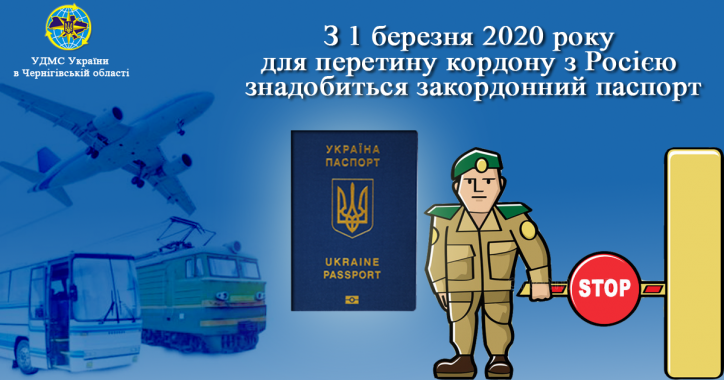 УДМС України
в Чернігівській області
З 1 березня 2020 року
для перетину кордону з Росією
знадобиться закордонний паспорт
УКРАЇНА
ПАСПОРТ
UKRAINE
PASSPORT
STOP